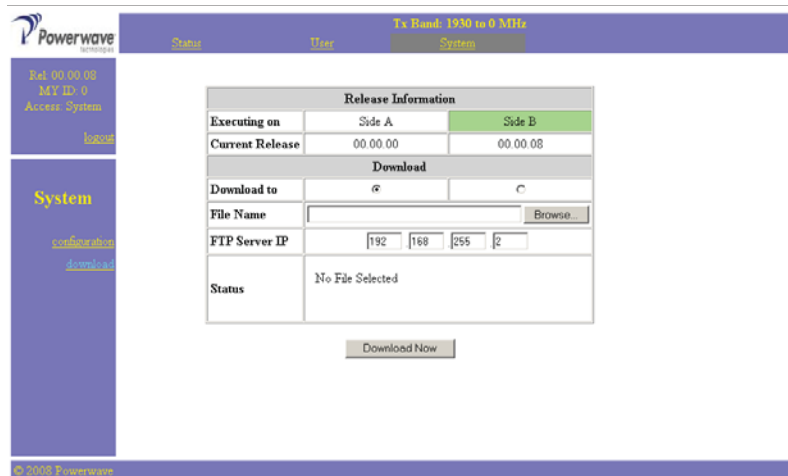 Powerwave
technologies
Tx Band: 1930 to 0 MHz
Status User System
Rel: 00.00.08
MY ID: 0
Access: System
logout
System
configuration
download
Release Information
Executing on Side A Side B
Current Release 00.00.00 00.00.08
Download
Download to
File Name Browse...
FTP Server IP 192 .168 .255 .2
Status No File Selected
Download Now
© 2008 Powerwave